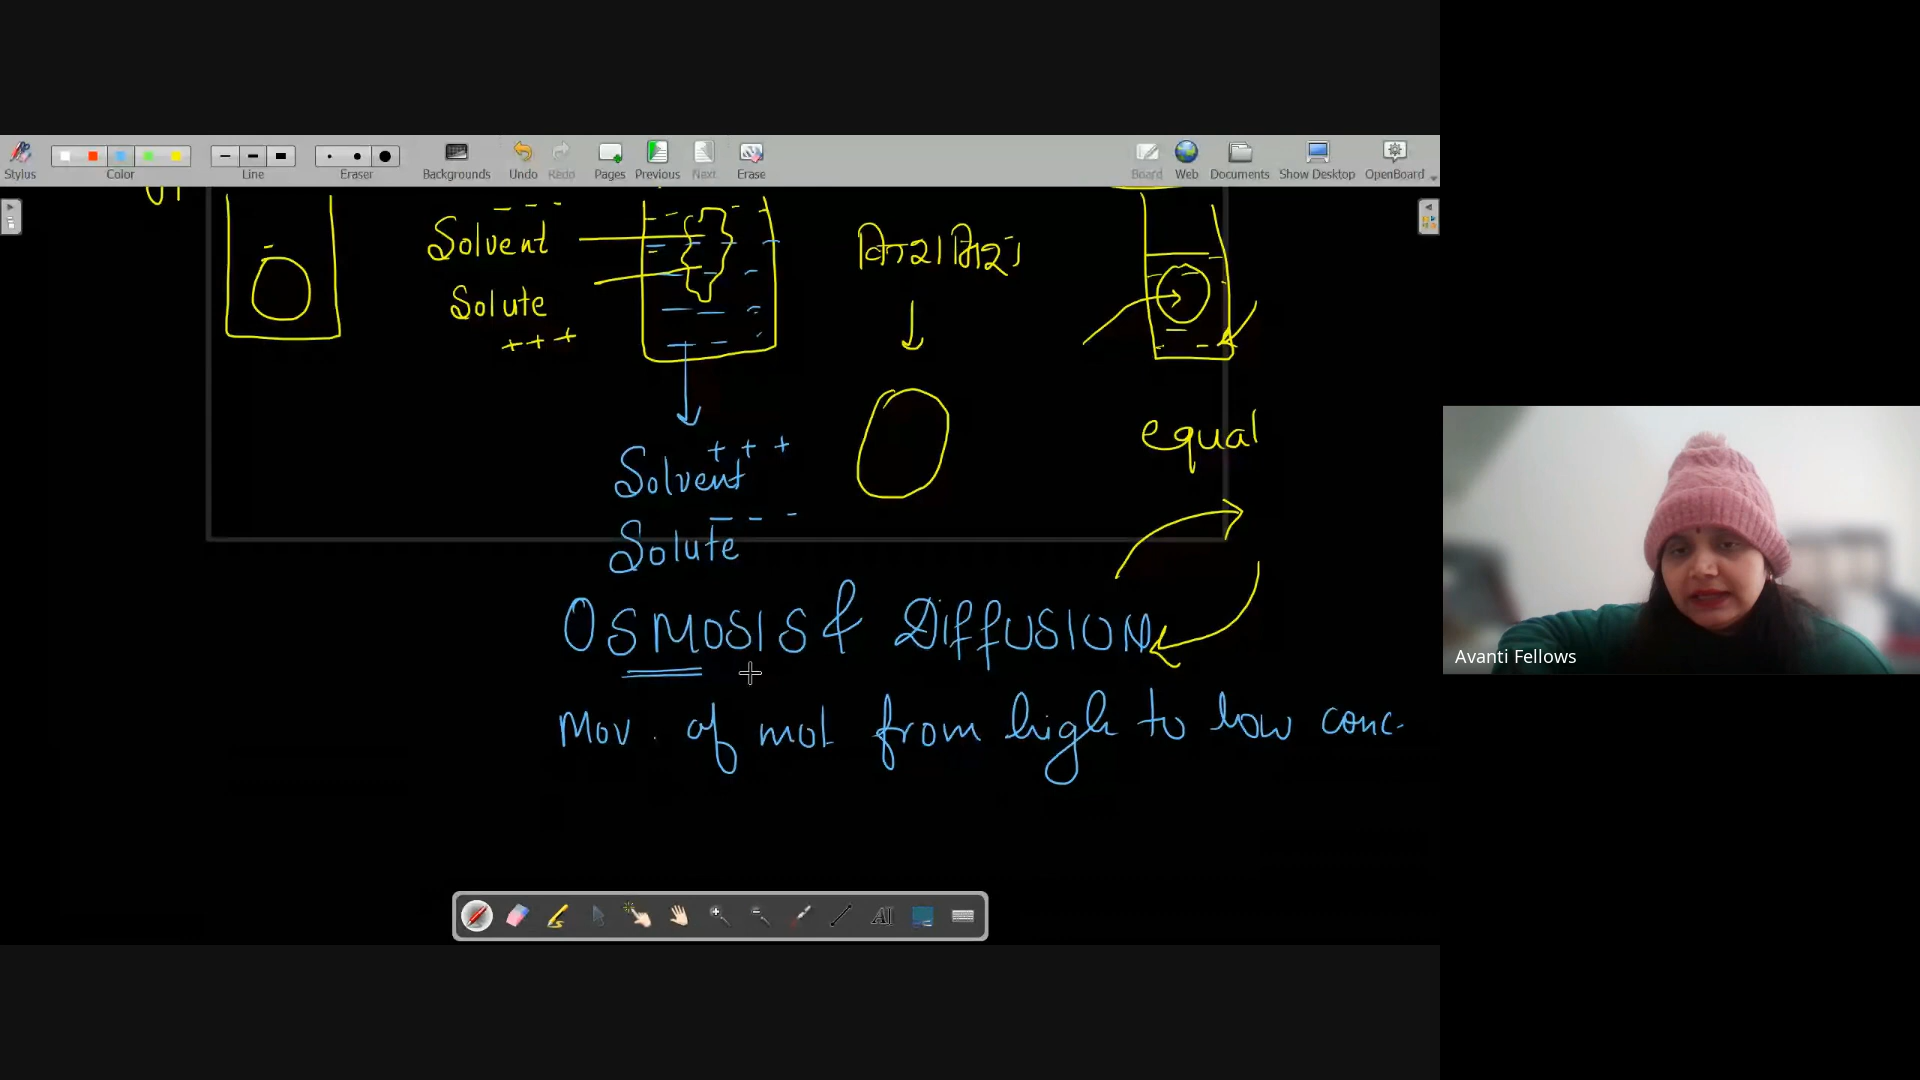 Stylus Color Line Eraser Backgrounds Undo Redo Pages Previous Next Erase Board Web Documents Show Desktop OpenBoard
- - -
Solvent
Solute
+ + +
equal
+ + +
Solvent
- - -
Solute
OSMOSIS & DiffUSION
Mov. of mol from high to low conc.
Avanti Fellows